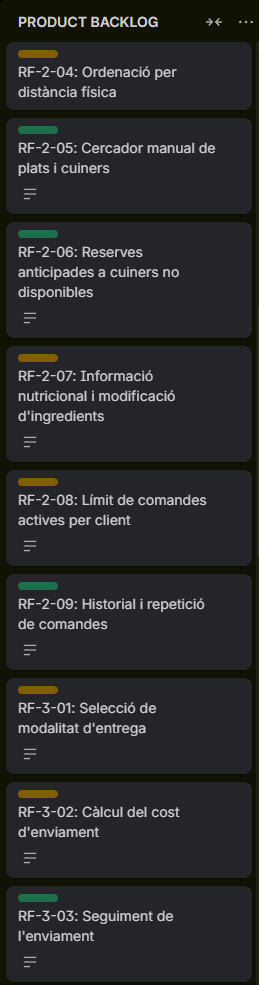 PRODUCT BACKLOG
RF-2-04: Ordenació per
distància física
RF-2-05: Cercador manual de
plats i cuiners
RF-2-06: Reserves
anticipades a cuiners no
disponibles
RF-2-07: Informació
nutricional i modificació
d'ingredients
RF-2-08: Límit de comandes
actives per client
RF-2-09: Historial i repetició
de comandes
RF-3-01: Selecció de
modalitat d'entrega
RF-3-02: Càlcul del cost
d'enviament
RF-3-03: Seguiment de
l'enviament